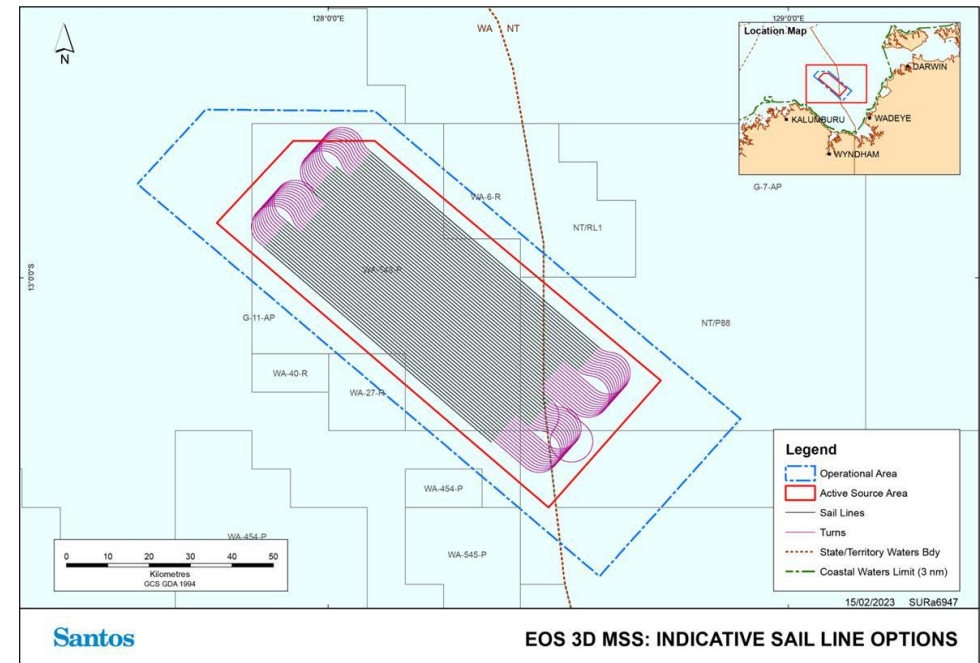 128°0'0"E
129°0'0"E
N
WA NT
Location Map
DARWIN
KALUMBURU
WADEYE
WYNDHAM
G-7-AP
WA-6-R
NT/RL1
13°0'0"S
WA-543-P
G-11-AP
NT/P88
WA-40-R
WA-27-R
WA-454-P
WA-454-P
WA-545-P
Legend
Operational Area
Active Source Area
Sail Lines
Turns
State/Territory Waters Bdy
Coastal Waters Limit (3 nm)
0 10 20 30 40 50
Kilometres
GCS GDA 1994
15/02/2023 SURa6947
Santos
EOS 3D MSS: INDICATIVE SAIL LINE OPTIONS